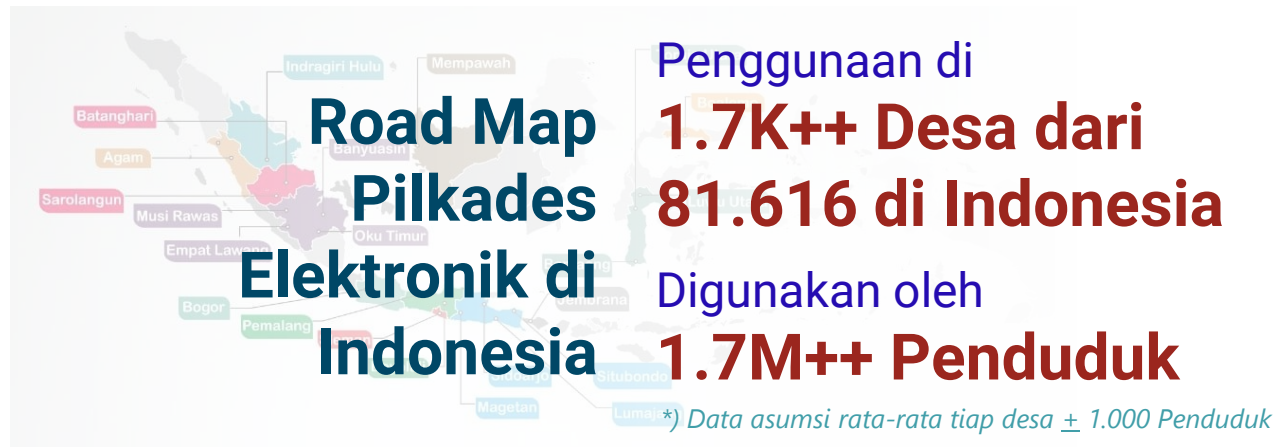 Road Map
Pilkades
Elektronik di
Indonesia
Penggunaan di
1.7K++ Desa dari
81.616 di Indonesia
Digunakan oleh
1.7M++ Penduduk
*) Data asumsi rata-rata tiap desa ± 1.000 Penduduk
Indragiri Hulu
Mempawah
Batanghari
Banyuasin
Agam
Sarolangun
Musi Rawas
Oku Timur
Empat Lawang
Bogor
Jembrana
Pemalang
Sidoarjo
Situbondo
Magetan